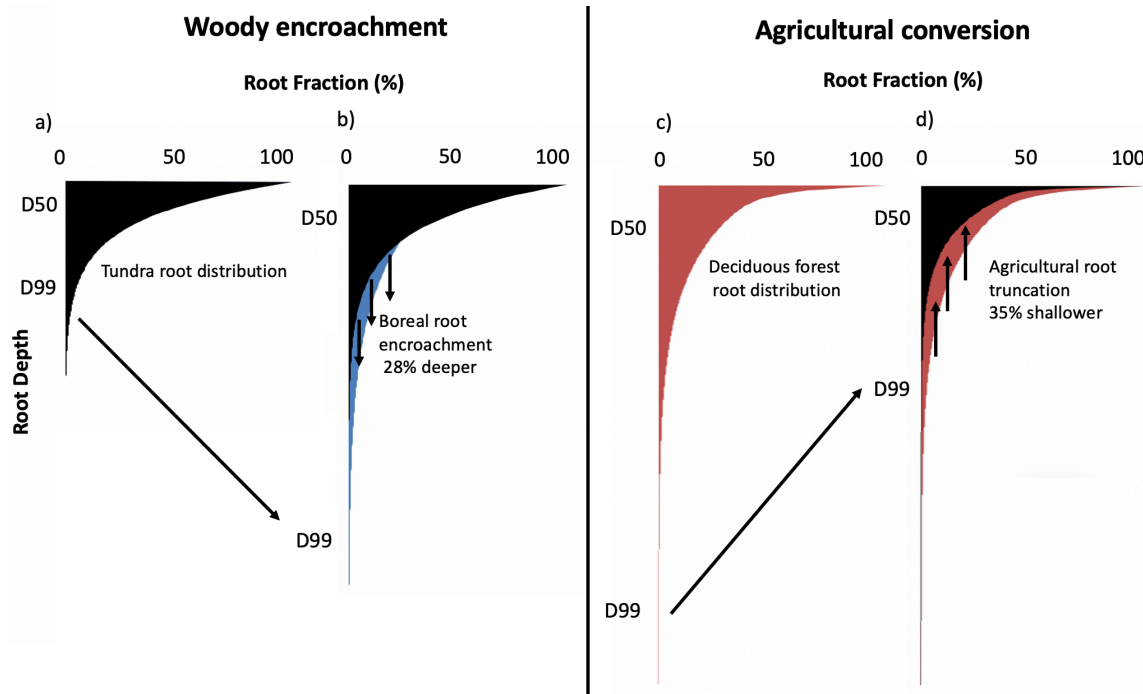 Woody encroachment
Root Fraction (%)
a)
0 50 100
D50
D99
Root Depth
Tundra root distribution
b)
0 50 100
D50
Boreal root
encroachment
28% deeper
D99
Agricultural conversion
Root Fraction (%)
c)
0 50 100
D50
Deciduous forest
root distribution
D99
d)
0 50 100
D50
Agricultural root
truncation
35% shallower
D99